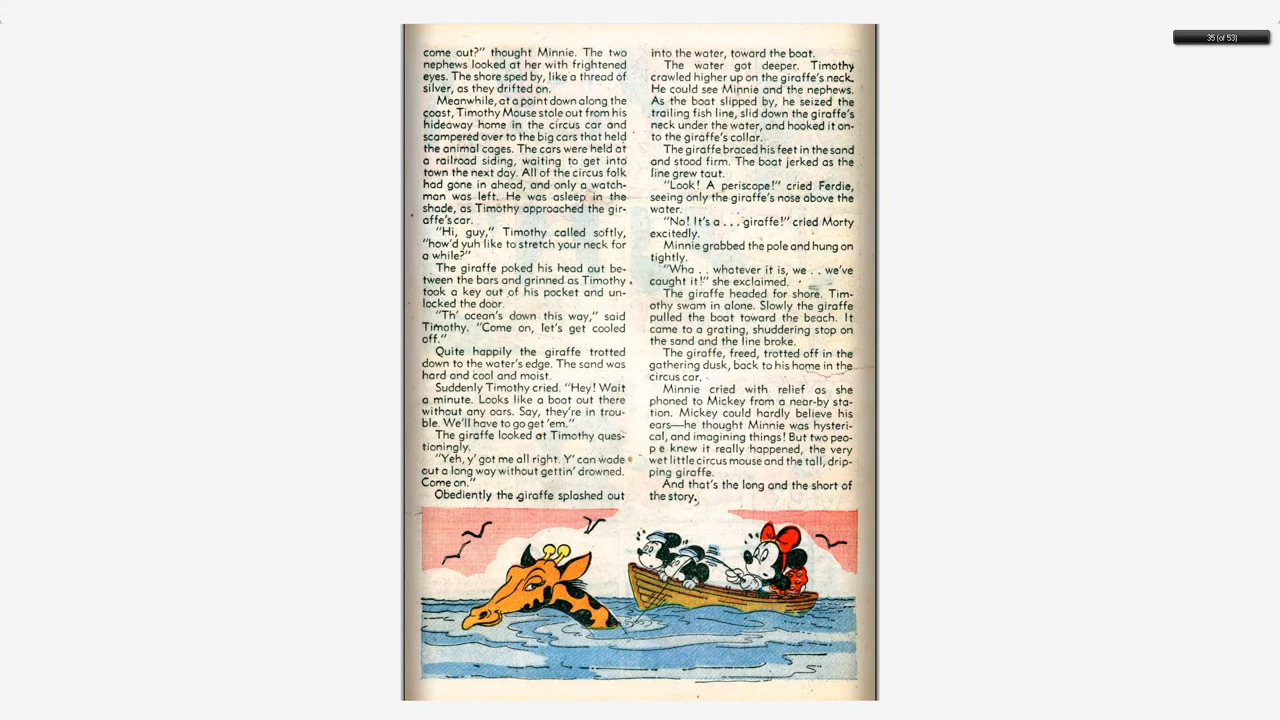 35 (of 53)
come out?" thought Minnie. The two
nephews looked at her with frightened
eyes. The shore sped by, like a thread of
silver, as they drifted on.
Meanwhile, at a point down along the
coast, Timothy Mouse stole out from his
hideaway home in the circus car and
scampered over to the big cars that held
the animal cages. The cars were held at
a railroad siding, waiting to get into
town the next day. All of the circus folk
had gone in ahead, and only a watch-
man was left. He was asleep in the
shade, as Timothy approached the gir-
affe's car.
"Hi, guy," Timothy called softly,
"how'd yuh like to stretch your neck for
a while?"
The giraffe poked his head out be-
tween the bars and grinned as Timothy
took a key out of his pocket and un-
locked the door.
"Th' ocean's down this way," said
Timothy. "Come on, let's get cooled
off."
Quite happily the giraffe trotted
down to the water's edge. The sand was
hard and cool and moist.
Suddenly Timothy cried. "Hey! Wait
a minute. Looks like a boat out there
without any oars. Say, they're in trou-
ble. We'll have to go get 'em."
The giraffe looked at Timothy ques-
tioningly.
"Yeh, y' got me all right. Y' can wade
out a long way without gettin' drowned.
Come on."
Obediently the giraffe splashed out
into the water, toward the boat.
The water got deeper. Timothy
crawled higher up on the giraffe's neck.
He could see Minnie and the nephews.
As the boat slipped by, he seized the
trailing fish line, slid down the giraffe's
neck under the water, and hooked it on-
to the giraffe's collar.
The giraffe braced his feet in the sand
and stood firm. The boat jerked as the
line grew taut.
"Look! A periscope!" cried Ferdie,
seeing only the giraffe's nose above the
water.
"No! It's a . . . giraffe!" cried Morty
excitedly.
Minnie grabbed the pole and hung on
tightly.
"Wha . . whatever it is, we . . we've
caught it!" she exclaimed.
The giraffe headed for shore. Tim-
othy swam in alone. Slowly the giraffe
pulled the boat toward the beach. It
came to a grating, shuddering stop on
the sand and the line broke.
The giraffe, freed, trotted off in the
gathering dusk, back to his home in the
circus car.
Minnie cried with relief as she
phoned to Mickey from a near-by sta-
tion. Mickey could hardly believe his
ears—he thought Minnie was hysteri-
cal, and imagining things! But two peo-
p e knew it really happened, the very
wet little circus mouse and the tall, drip-
ping giraffe.
And that's the long and the short of
the story.